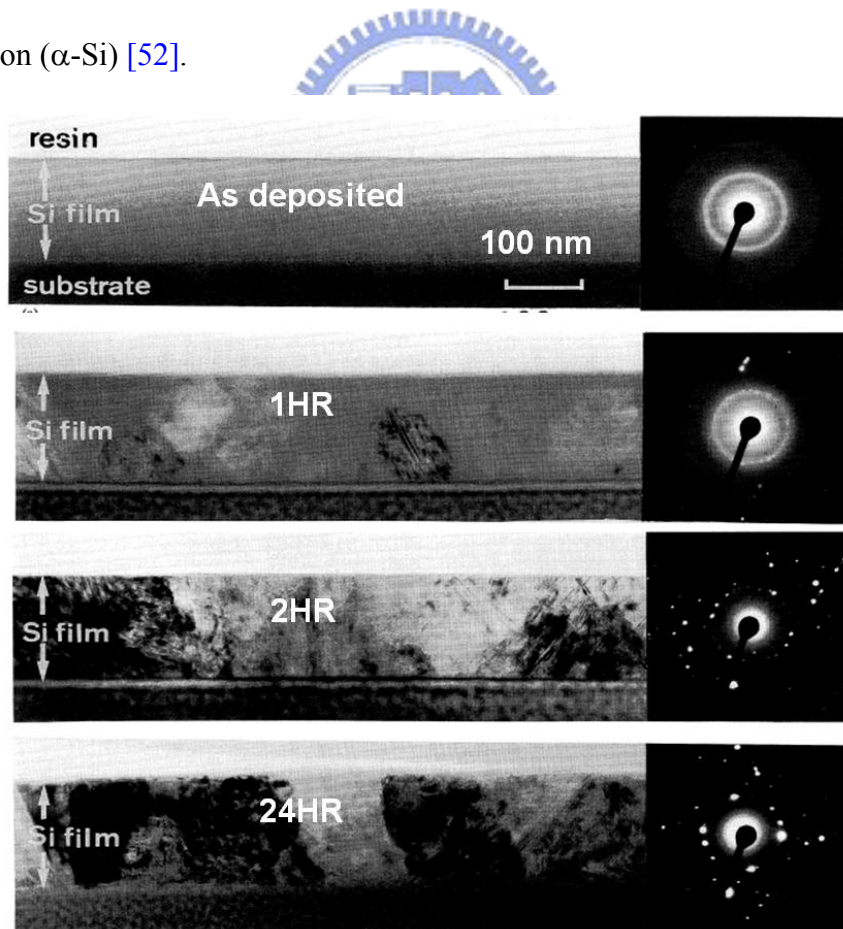 on (α-Si) [52].
resin
Si film
As deposited
100 nm
substrate
Si film
1HR
Si film
2HR
Si film
24HR